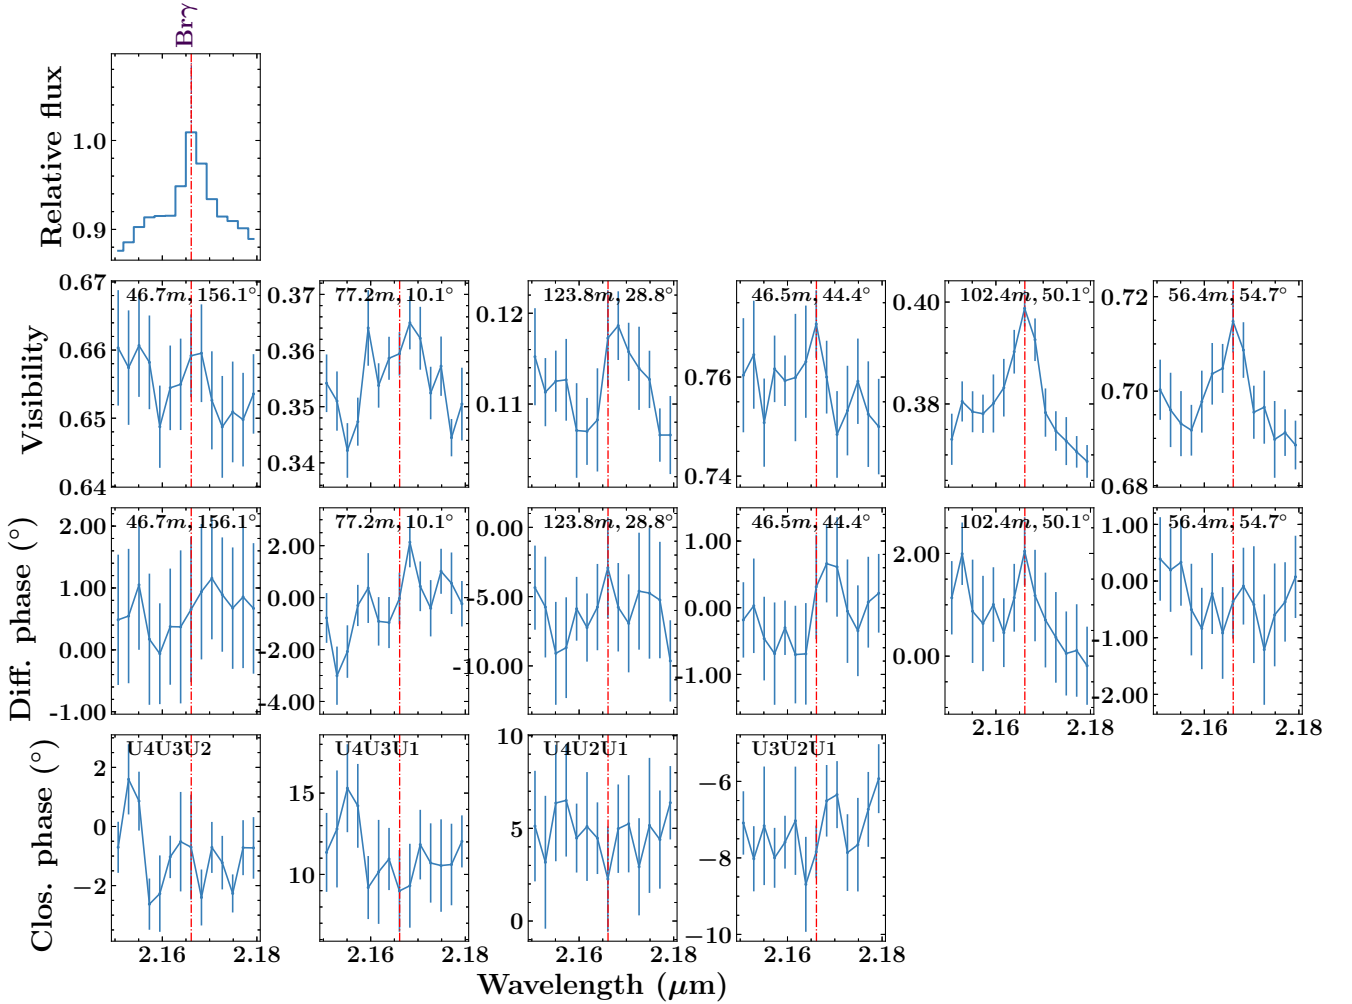 Brγ
Relative flux
1.0
0.9
Visibility
0.67
0.66
0.65
0.64
46.7m, 156.1°
0.37
0.36
0.35
0.34
77.2m, 10.1°
0.12
0.11
123.8m, 28.8°
0.76
0.74
46.5m, 44.4°
0.40
0.38
102.4m, 50.1°
0.72
0.70
0.68
56.4m, 54.7°
Diff. phase (°)
2.00
1.00
0.00
-1.00
46.7m, 156.1°
2.00
0.00
-2.00
-4.00
77.2m, 10.1°
0.00
-5.00
-10.00
123.8m, 28.8°
1.00
0.00
-1.00
46.5m, 44.4°
2.00
0.00
102.4m, 50.1°
2.16 2.18
1.00
0.00
-1.00
-2.00
56.4m, 54.7°
2.16 2.18
Clos. phase (°)
2
0
−2
U4U3U2
2.16 2.18
15
10
U4U3U1
2.16 2.18
10
5
0
U4U2U1
2.16 2.18
−6
−8
−10
U3U2U1
2.16 2.18
Wavelength (μm)